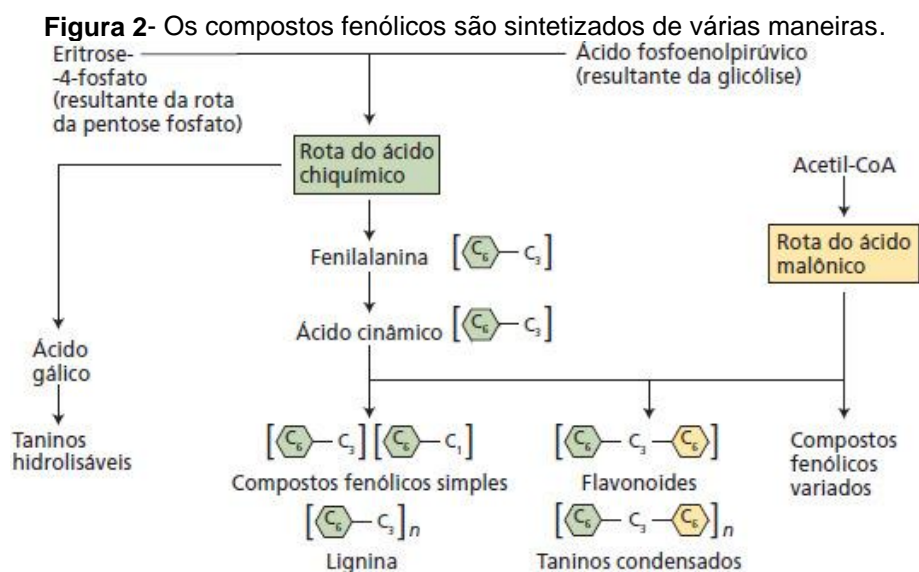 Figura 2- Os compostos fenólicos são sintetizados de várias maneiras.
Eritrose-
-4-fosfato
(resultante da rota
da pentose fosfato)
Ácido fosfoenolpirúvico
(resultante da glicólise)
Rota do ácido
chiquímico
Acetil-CoA
Rota do ácido
malônico
Fenilalanina [C₆ — C₃]
Ácido cinâmico [C₆ — C₃]
Ácido
gálico
Taninos
hidrolisáveis
[C₆ — C₃] [C₆ — C₁]
Compostos fenólicos simples
[C₆ — C₃]n
Lignina
[C₆ — C₃ — C₆]
Flavonoides
[C₆ — C₃ — C₆]n
Taninos condensados
Compostos
fenólicos
variados